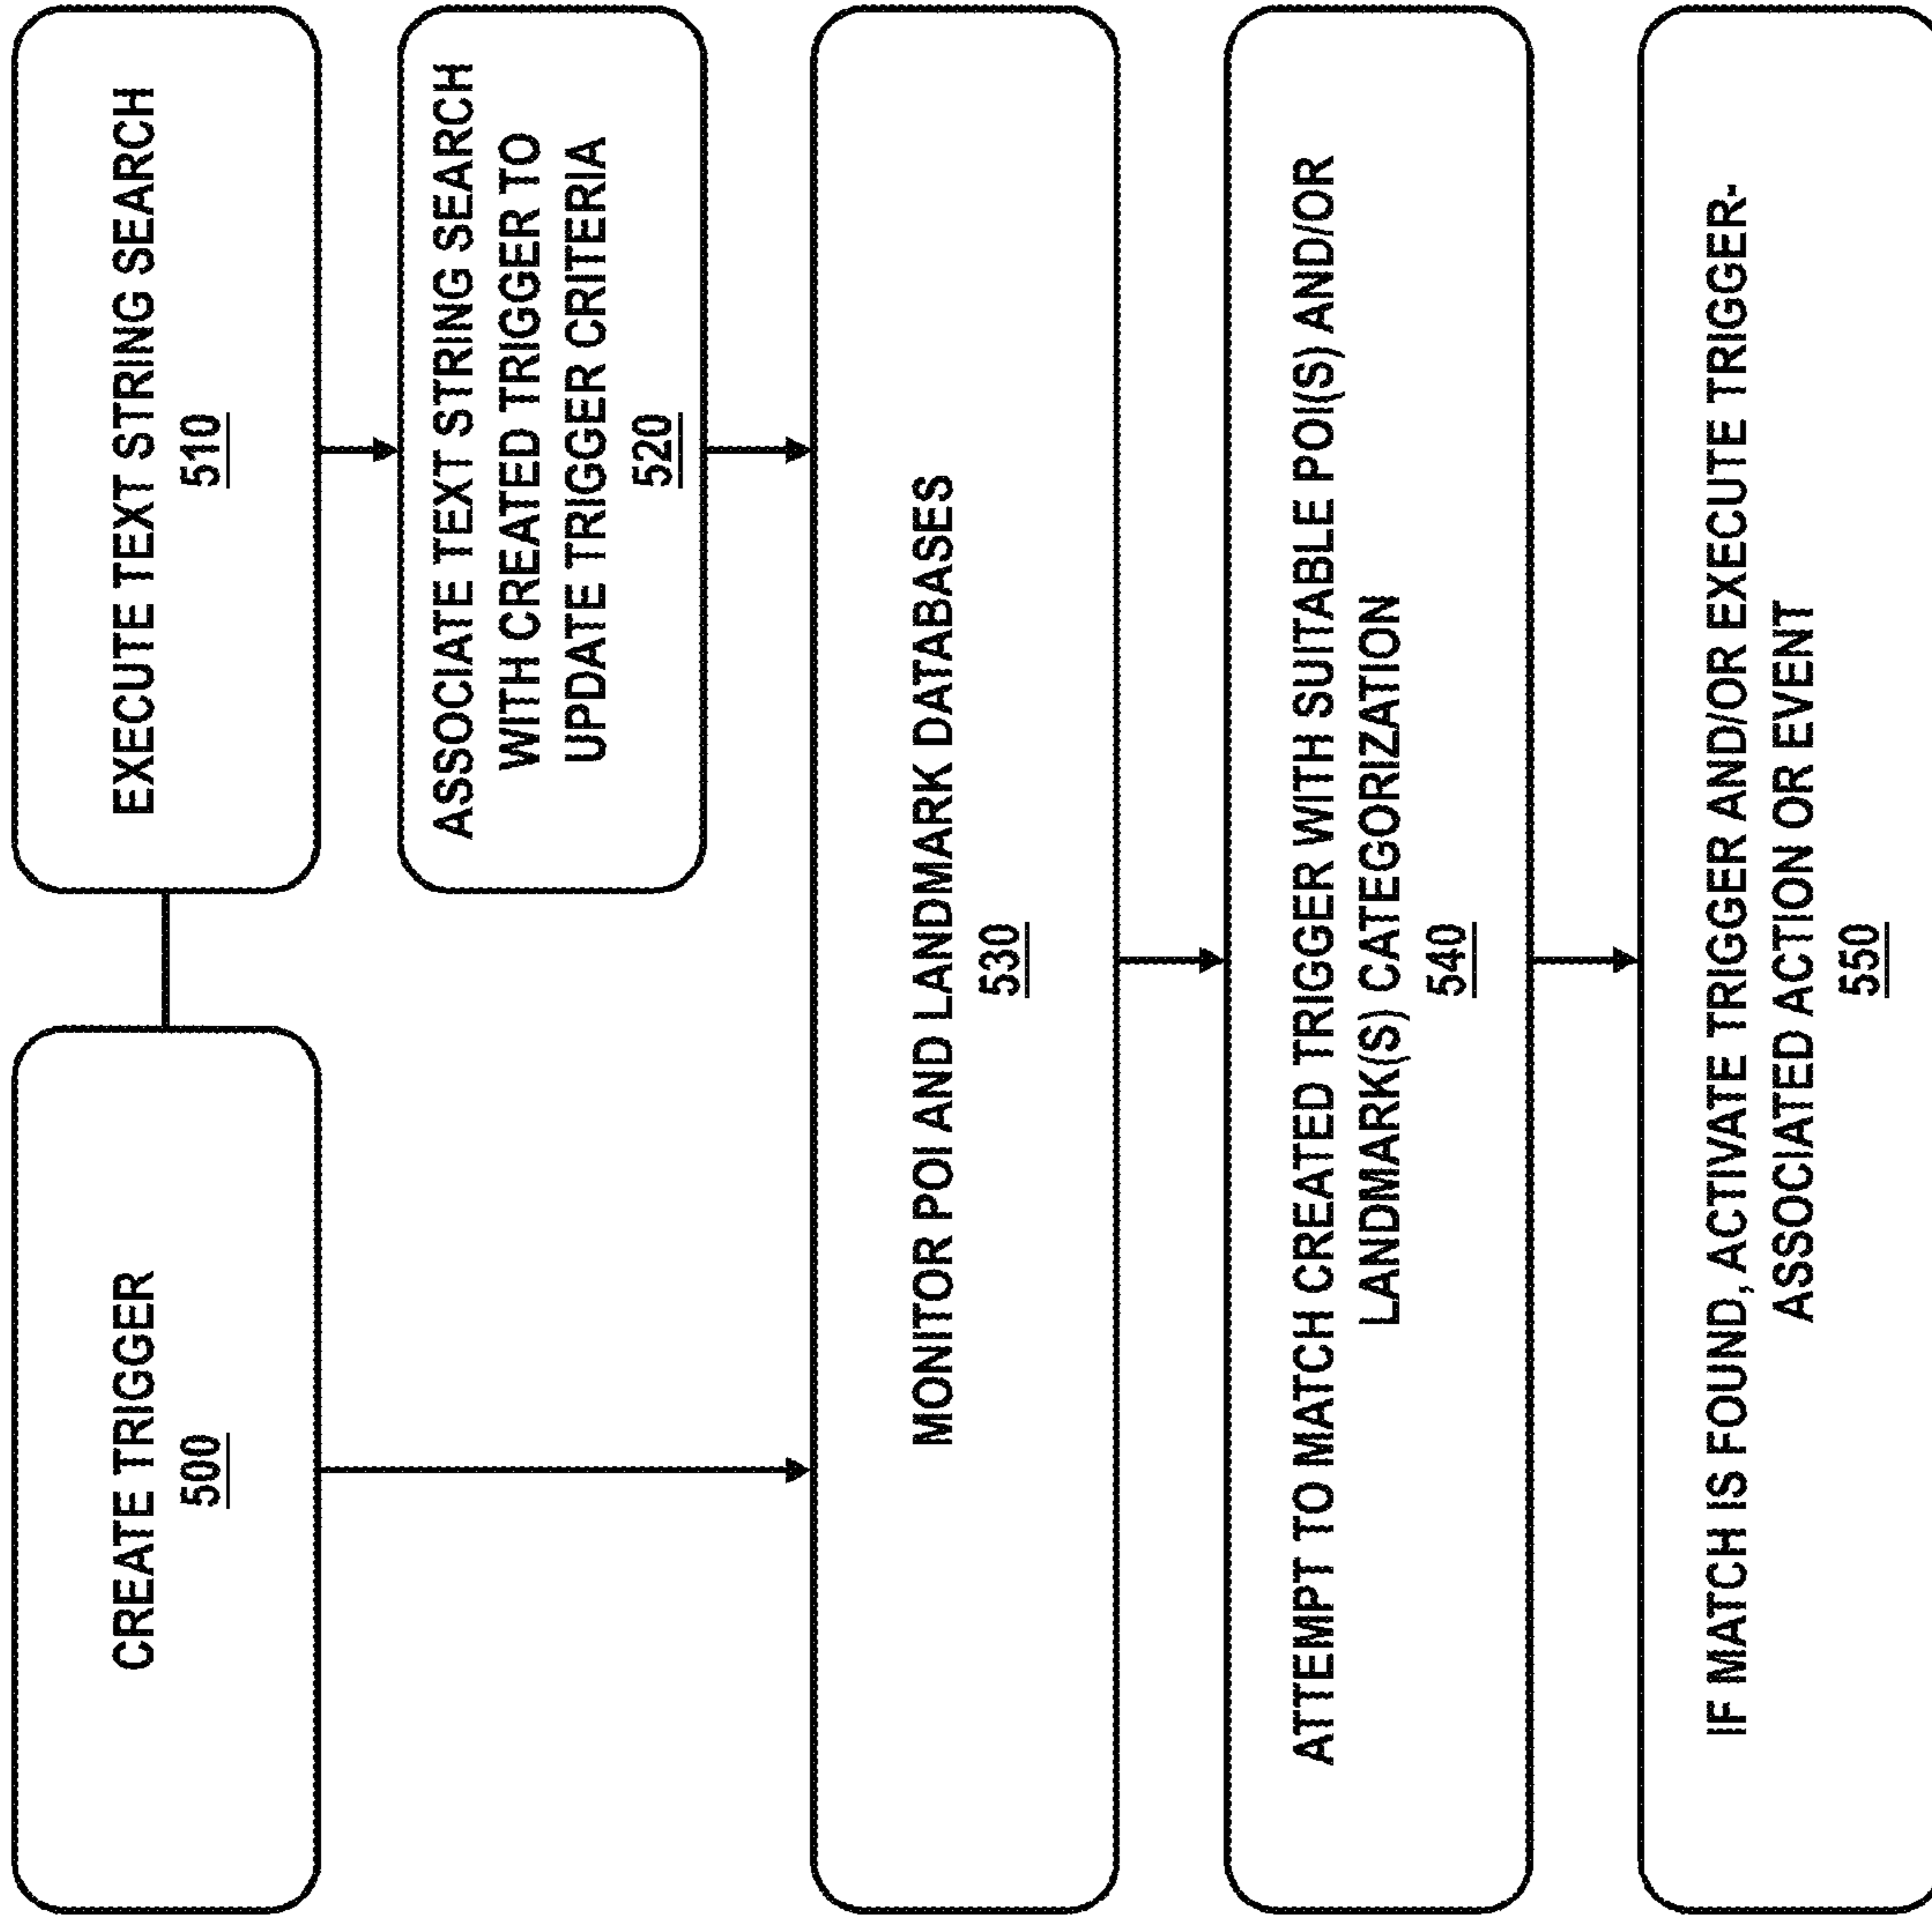 CREATE TRIGGER
500
EXECUTE TEXT STRING SEARCH
510
ASSOCIATE TEXT STRING SEARCH
WITH CREATED TRIGGER TO
UPDATE TRIGGER CRITERIA
520
MONITOR POI AND LANDMARK DATABASES
530
ATTEMPT TO MATCH CREATED TRIGGER WITH SUITABLE POI(S) AND/OR
LANDMARK(S) CATEGORIZATION
540
IF MATCH IS FOUND, ACTIVATE TRIGGER AND/OR EXECUTE TRIGGER-
ASSOCIATED ACTION OR EVENT
550